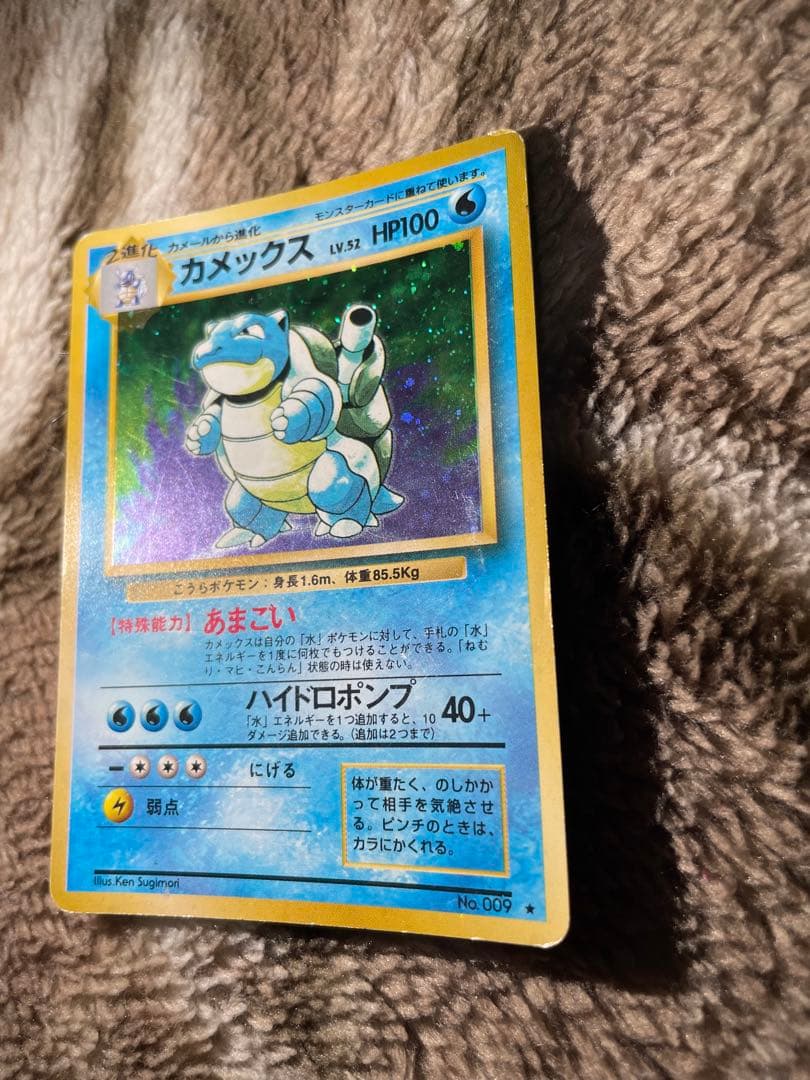 モンスターカードに重ねて使います。
2進化 カメールから進化
カメックス LV.52 HP100
こうらポケモン：身長1.6m、体重85.5Kg
【特殊能力】あまごい
カメックスは自分の「水」ポケモンに対して、手札の「水」
エネルギーを1度に何枚でもつけることができる。「ねむ
り・マヒ・こんらん」状態の時は使えない。
ハイドロポンプ
「水」エネルギーを1つ追加すると、10
ダメージ追加できる。（追加は2つまで）
40+
ー にげる
弱点
体が重たく、のしかか
って相手を気絶させ
る。ピンチのときは、
カラにかくれる。
Illus.Ken Sugimori
No.009 ★